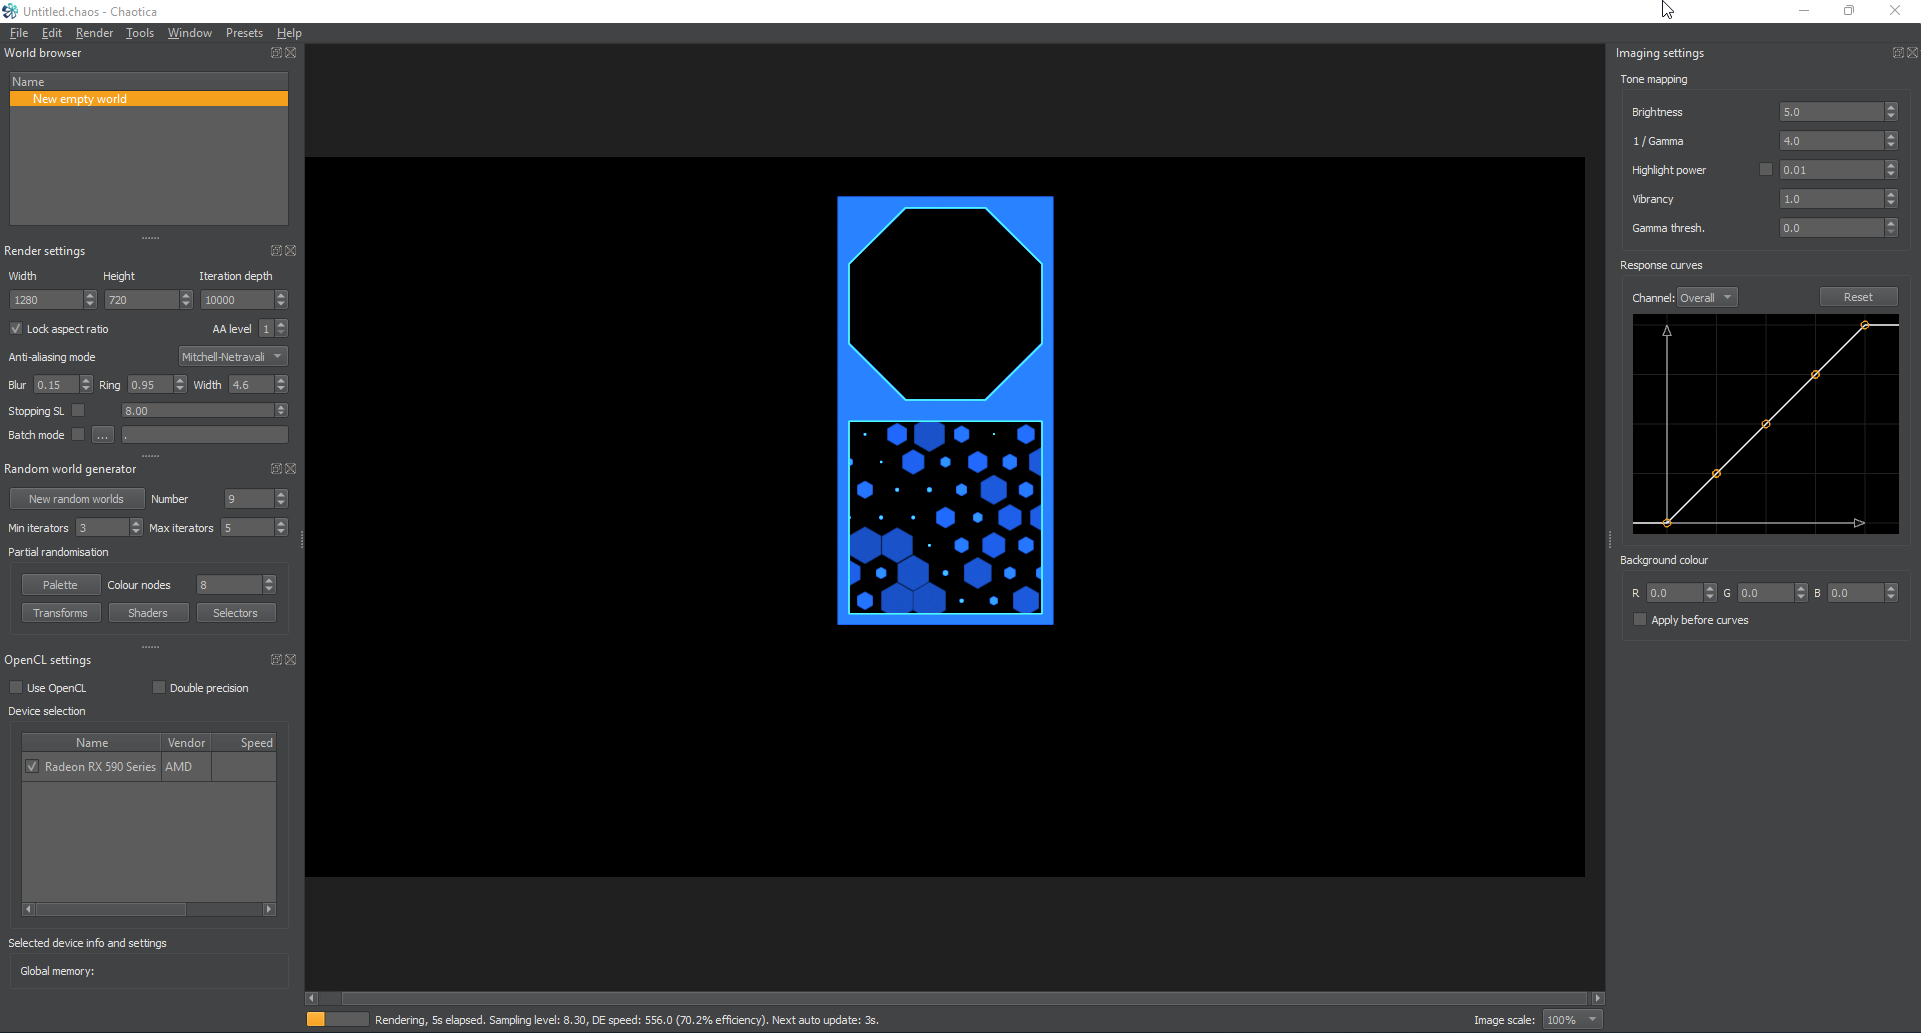 Untitled.chaos - Chaotica
File Edit Render Tools Window Presets Help
World browser
Name
New empty world
Render settings
Width Height Iteration depth
1280 720 10000
Lock aspect ratio AA level 1
Anti-aliasing mode Mitchell-Netravali
Blur 0.15 Ring 0.95 Width 4.6
Stopping SL 8.00
Batch mode ... .
Random world generator
New random worlds Number 9
Min iterators 3 Max iterators 5
Partial randomisation
Palette Colour nodes 8
Transforms Shaders Selectors
OpenCL settings
Use OpenCL Double precision
Device selection
Name Vendor Speed
Radeon RX 590 Series AMD
Selected device info and settings
Global memory:
Rendering, 5s elapsed. Sampling level: 8.30, DE speed: 556.0 (70.2% efficiency). Next auto update: 3s.
Image scale: 100%
Imaging settings
Tone mapping
Brightness 5.0
1 / Gamma 4.0
Highlight power 0.01
Vibrancy 1.0
Gamma thresh. 0.0
Response curves
Channel: Overall Reset
Background colour
R 0.0 G 0.0 B 0.0
Apply before curves